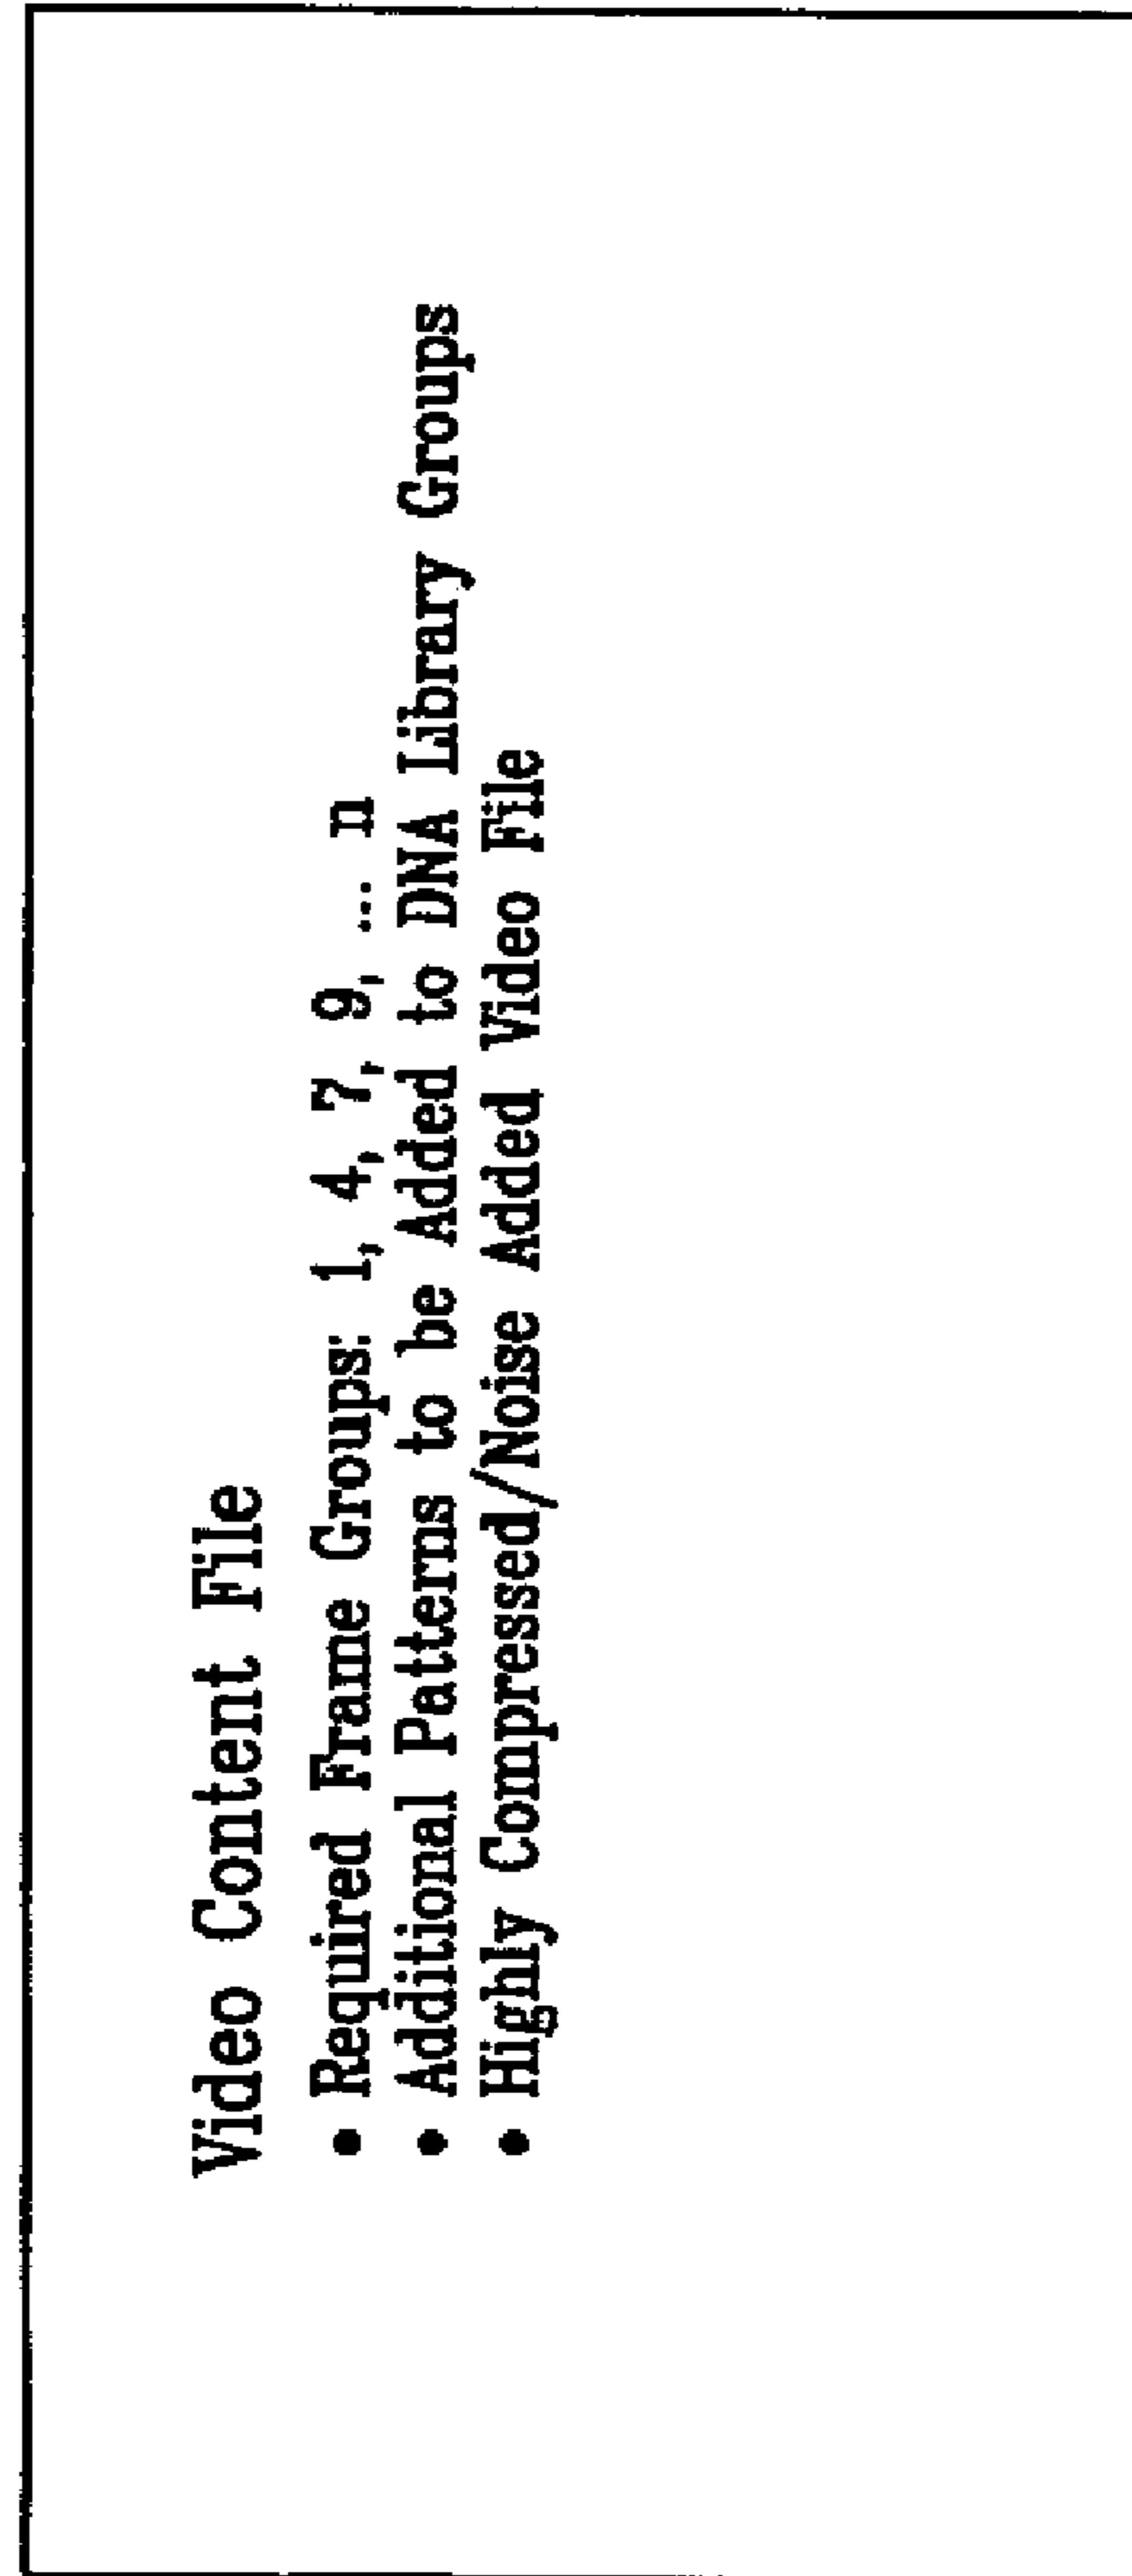 Video Content File
• Required Frame Groups: 1, 4, 7, 9, ... n
• Additional Patterns to be Added to DNA Library Groups
• Highly Compressed/Noise Added Video File